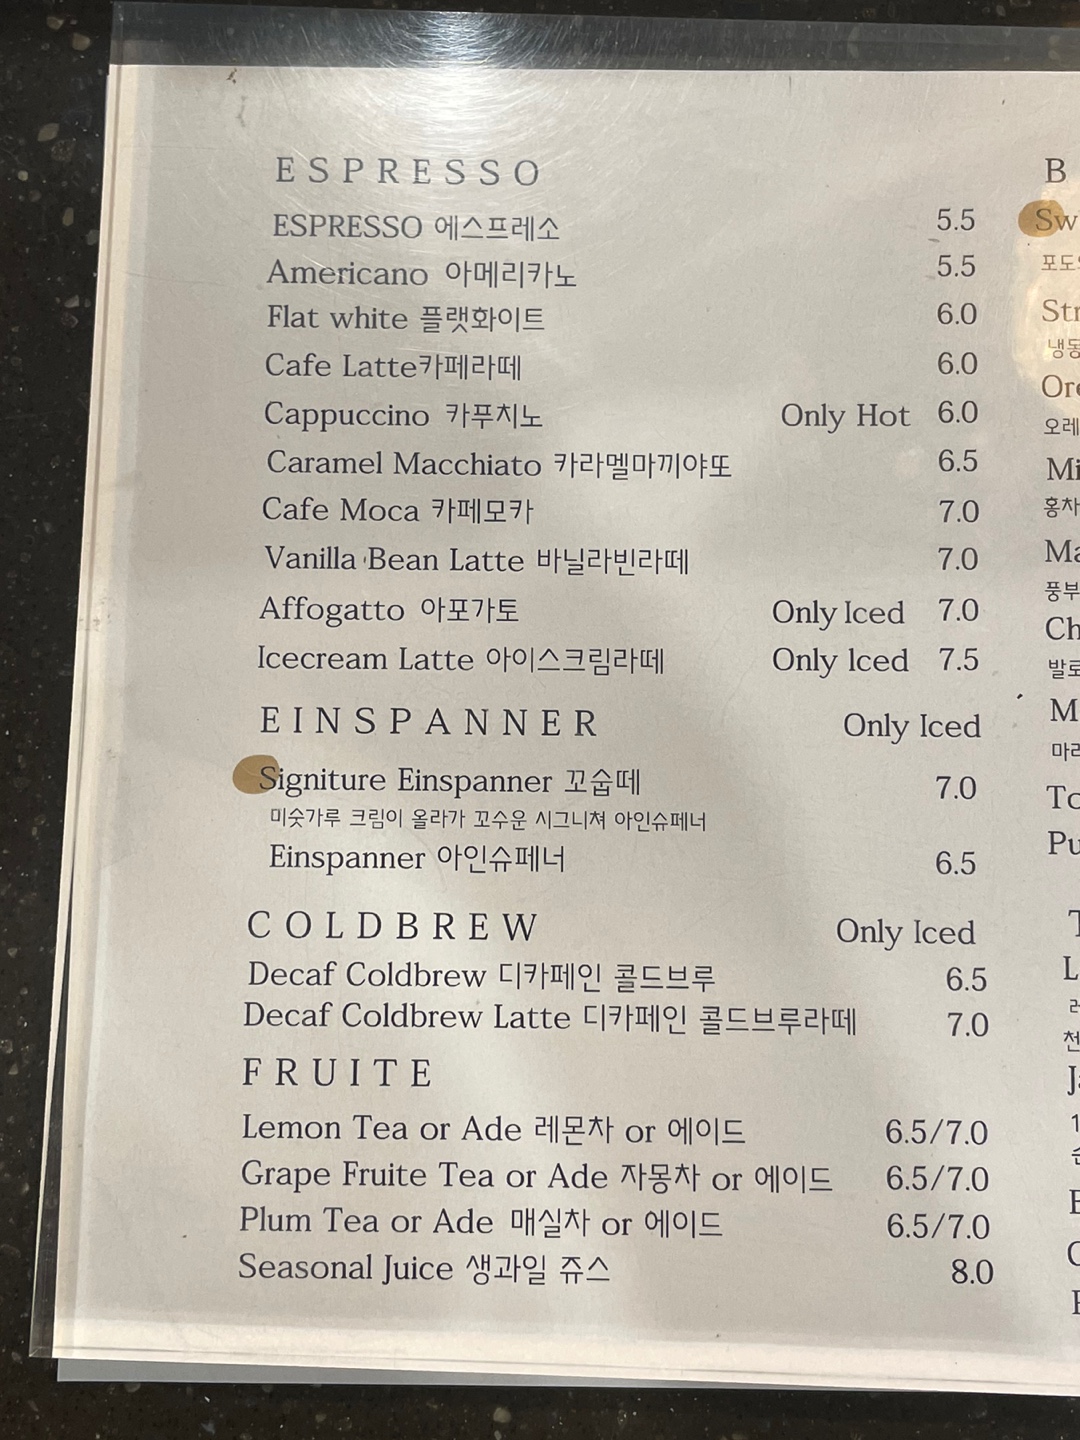 ESPRESSO
ESPRESSO 에스프레소 5.5
Americano 아메리카노 5.5
Flat white 플랫화이트 6.0
Cafe Latte카페라떼 6.0
Cappuccino 카푸치노 Only Hot 6.0
Caramel Macchiato 카라멜마끼야또 6.5
Cafe Moca 카페모카 7.0
Vanilla Bean Latte 바닐라빈라떼 7.0
Affogatto 아포가토 Only Iced 7.0
Icecream Latte 아이스크림라떼 Only Iced 7.5
EINSPANNER Only Iced
Signiture Einspanner 꼬숩떼 7.0
미숫가루 크림이 올라가 꼬수운 시그니쳐 아인슈페너
Einspanner 아인슈페너 6.5
COLDBREW Only Iced
Decaf Coldbrew 디카페인 콜드브루 6.5
Decaf Coldbrew Latte 디카페인 콜드브루라떼 7.0
FRUITE
Lemon Tea or Ade 레몬차 or 에이드 6.5/7.0
Grape Fruite Tea or Ade 자몽차 or 에이드 6.5/7.0
Plum Tea or Ade 매실차 or 에이드 6.5/7.0
Seasonal Juice 생과일 쥬스 8.0